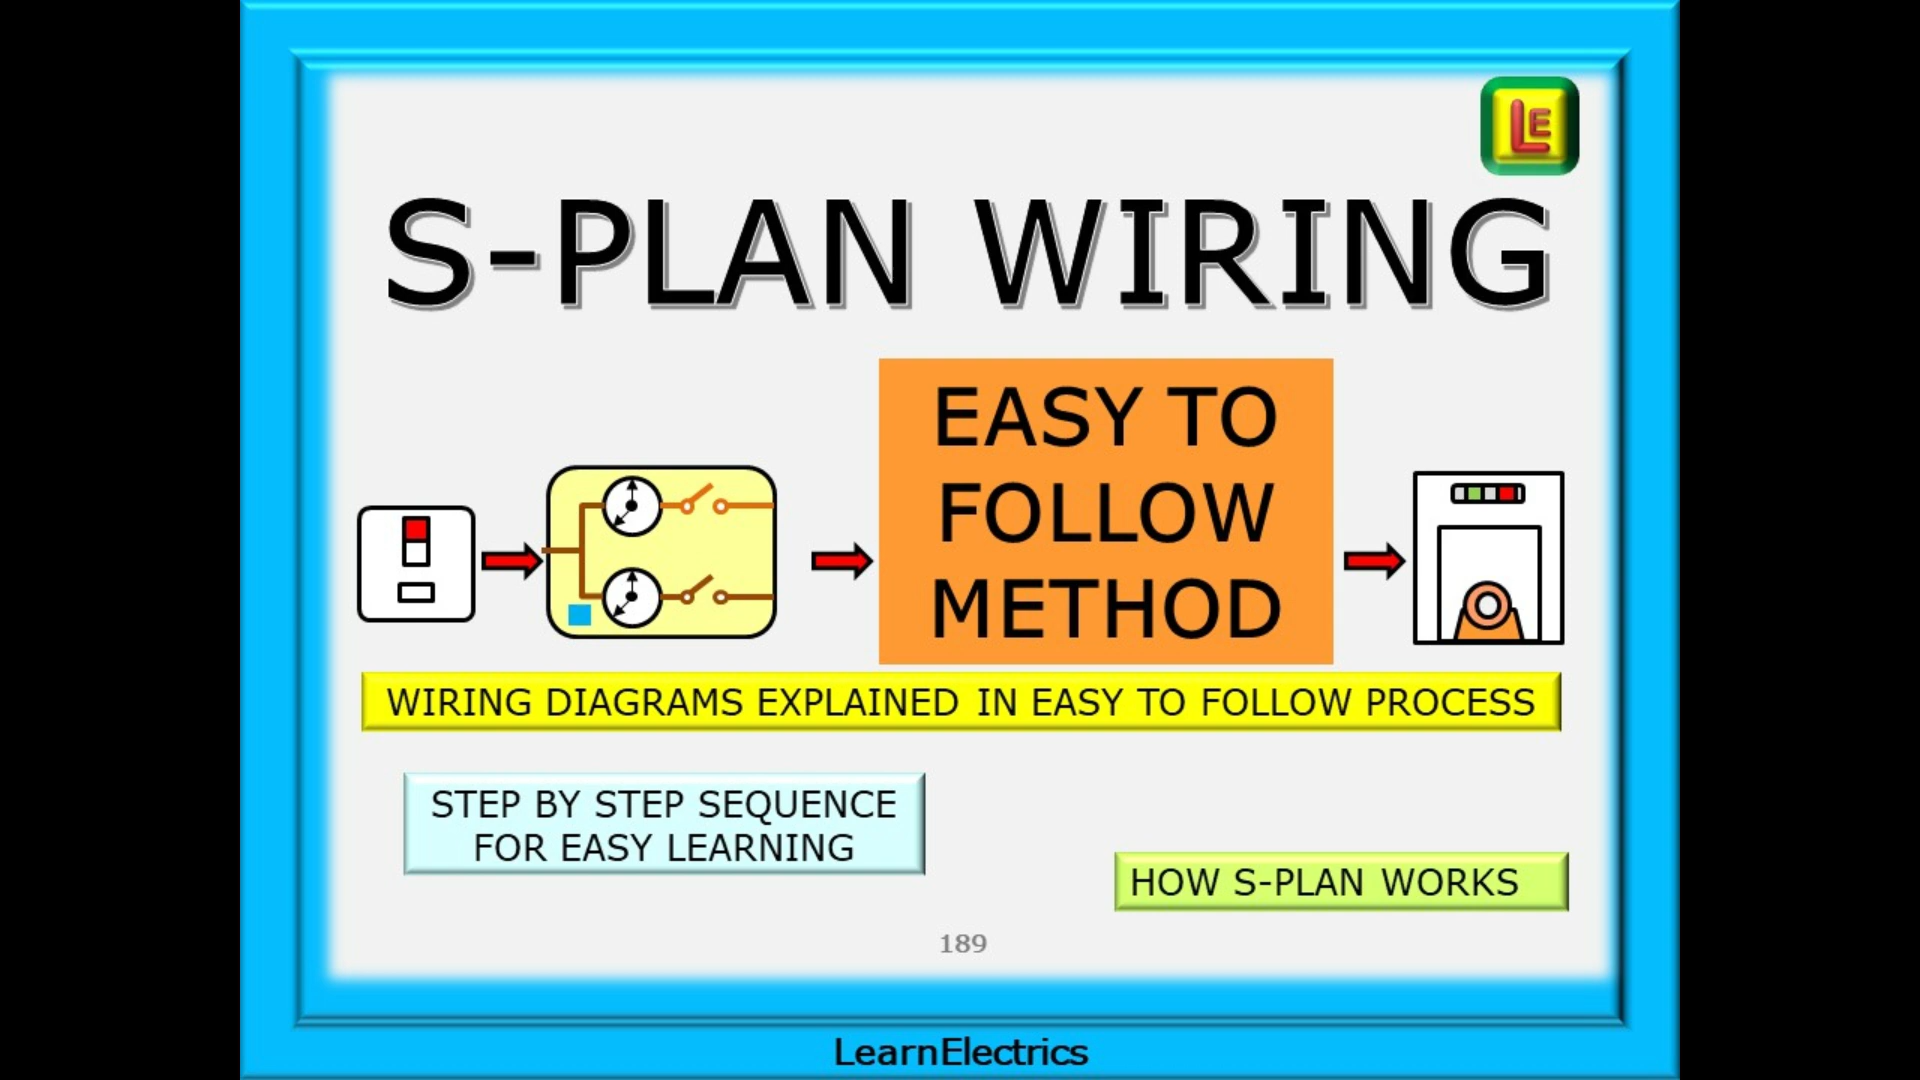 LE
S-PLAN WIRING
EASY TO
FOLLOW
METHOD
WIRING DIAGRAMS EXPLAINED IN EASY TO FOLLOW PROCESS
STEP BY STEP SEQUENCE
FOR EASY LEARNING
HOW S-PLAN WORKS
189
LearnElectrics